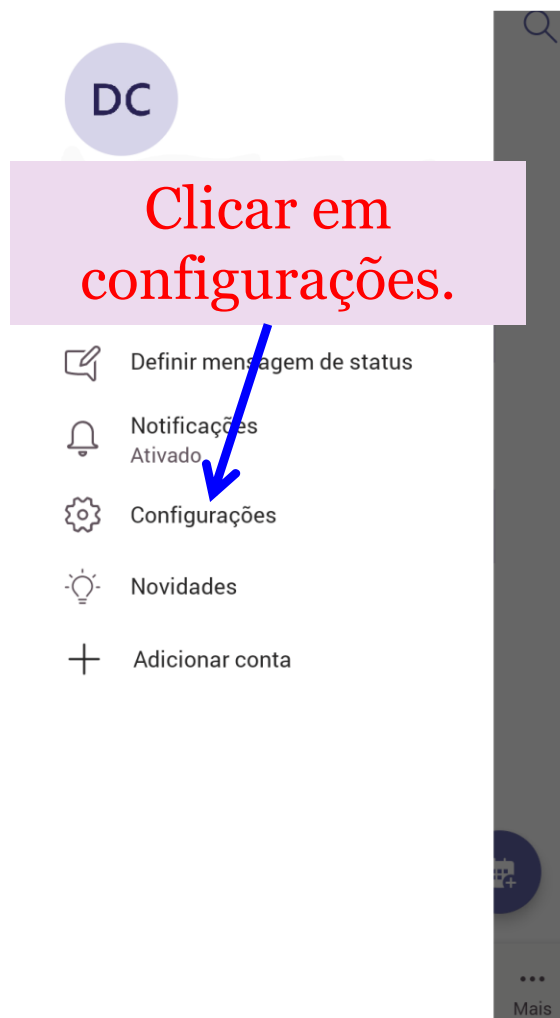 DC
Clicar em
configurações.
Definir mensagem de status
Notificações
Ativado
Configurações
Novidades
Adicionar conta
Mais